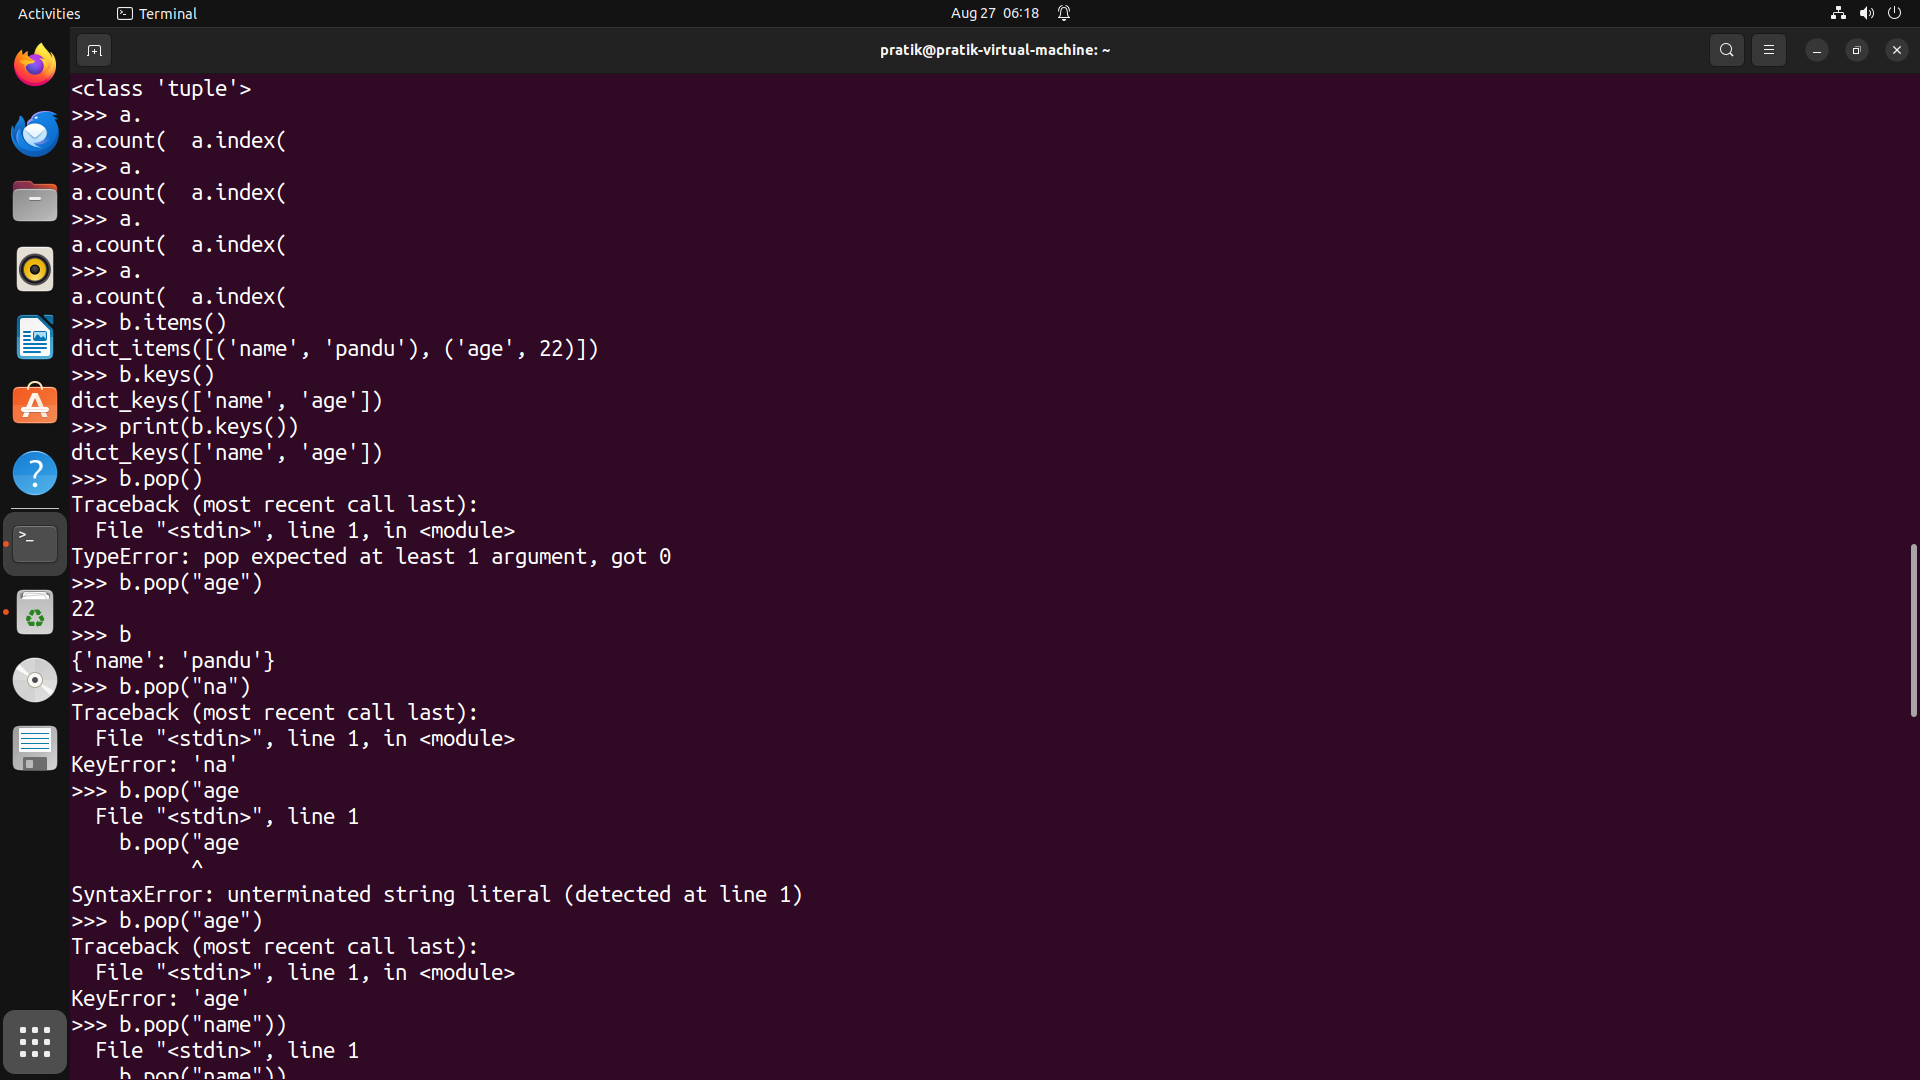 Activities
Terminal
Aug 27 06:18
pratik@pratik-virtual-machine: ~
<class 'tuple'>
>>> a.
a.count(  a.index(
>>> a.
a.count(  a.index(
>>> a.
a.count(  a.index(
>>> a.
a.count(  a.index(
>>> b.items()
dict_items([('name', 'pandu'), ('age', 22)])
>>> b.keys()
dict_keys(['name', 'age'])
>>> print(b.keys())
dict_keys(['name', 'age'])
>>> b.pop()
Traceback (most recent call last):
  File "<stdin>", line 1, in <module>
TypeError: pop expected at least 1 argument, got 0
>>> b.pop("age")
22
>>> b
{'name': 'pandu'}
>>> b.pop("na")
Traceback (most recent call last):
  File "<stdin>", line 1, in <module>
KeyError: 'na'
>>> b.pop("age
  File "<stdin>", line 1
    b.pop("age
          ^
SyntaxError: unterminated string literal (detected at line 1)
>>> b.pop("age")
Traceback (most recent call last):
  File "<stdin>", line 1, in <module>
KeyError: 'age'
>>> b.pop("name"))
  File "<stdin>", line 1
    b.pop("name"))